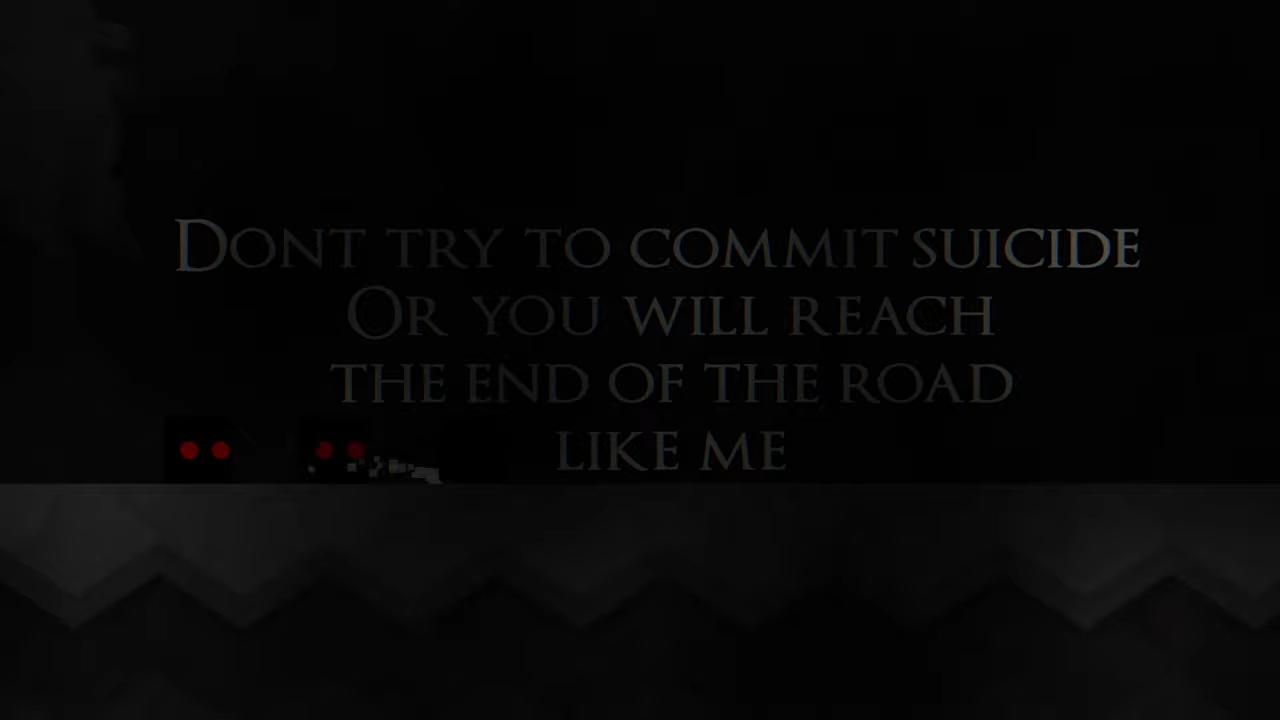 Dont try to commit suicide
Or you will reach
the end of the road
like me